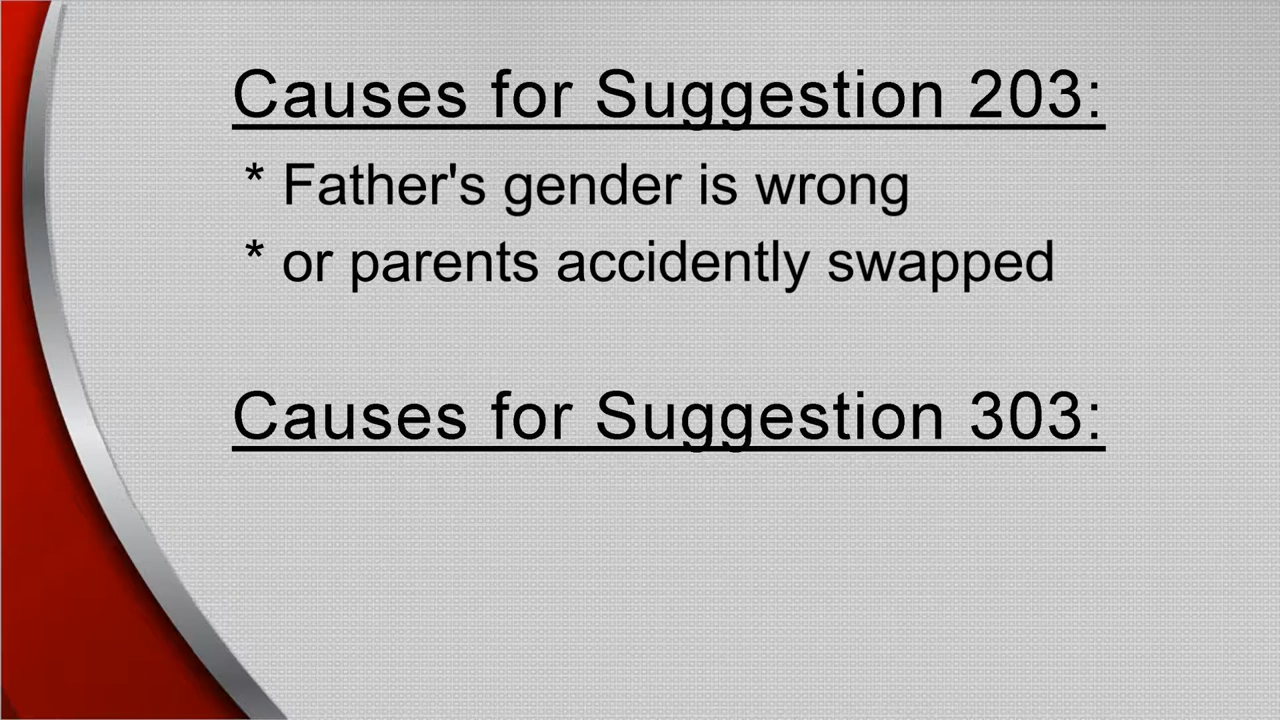 Causes for Suggestion 203:
* Father's gender is wrong
* or parents accidently swapped
Causes for Suggestion 303: